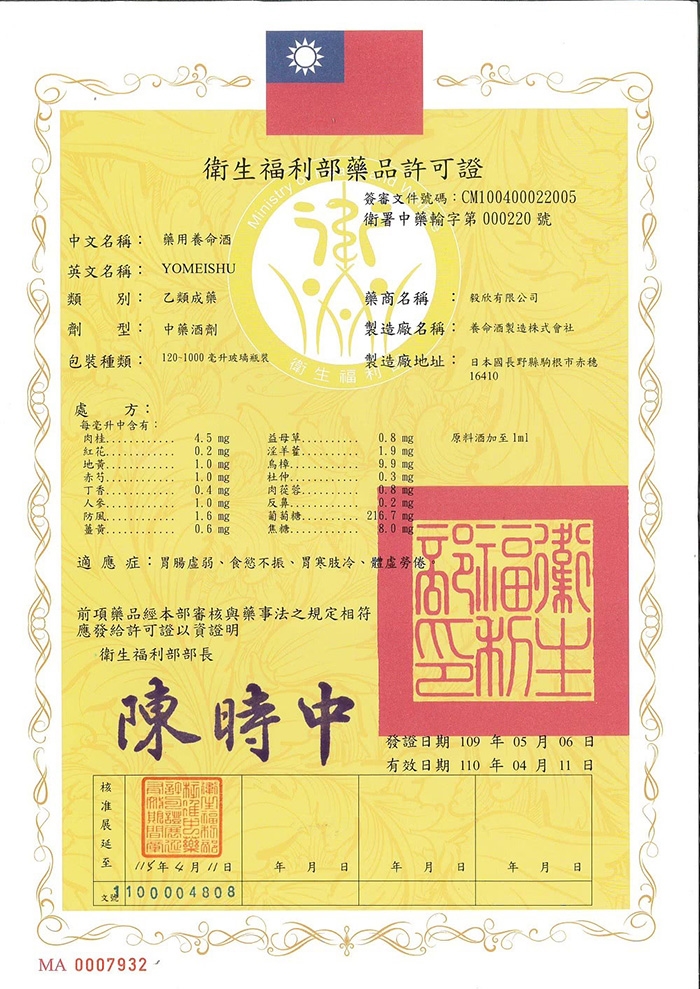 衛生福利部藥品許可證
簽審文件號碼：CM100400022005
衛署中藥輸字第 000220 號
中文名稱： 藥用養命酒
英文名稱： YOMEISHU
類 別： 乙類成藥
藥商名稱 ： 毅欣有限公司
劑 型： 中藥酒劑
製造廠名稱： 養命酒製造株式會社
包裝種類： 120~1000 毫升玻璃瓶裝
製造廠地址： 日本國長野縣駒根市赤穗
16410
Ministry of
衛生福利
處 方：
每毫升中含有：
肉桂............ 4.5 mg 益母草.......... 0.8 mg 原料酒加至 1ml
紅花............ 0.2 mg 淫羊藿.......... 1.9 mg
地黃............ 1.0 mg 烏樟............ 9.9 mg
赤芍............ 1.0 mg 杜仲............ 0.3 mg
丁香............ 0.4 mg 肉蓯蓉.......... 0.8 mg
人參............ 1.0 mg 反鼻............ 0.2 mg
防風............ 1.6 mg 葡萄糖.......... 216.7 mg
薑黃............ 0.6 mg 焦糖............ 8.0 mg
適 應 症：胃腸虛弱、食慾不振、胃寒肢冷、體虛勞倦。
衛生福利部印
前項藥品經本部審核與藥事法之規定相符
應發給許可證以資證明
衛生福利部部長
陳時中
發證日期 109 年 05 月 06 日
有效日期 110 年 04 月 11 日
核准展延至
115年4月11日 年 月 日 年 月 日 年 月 日
文號 1100004808
MA 0007932